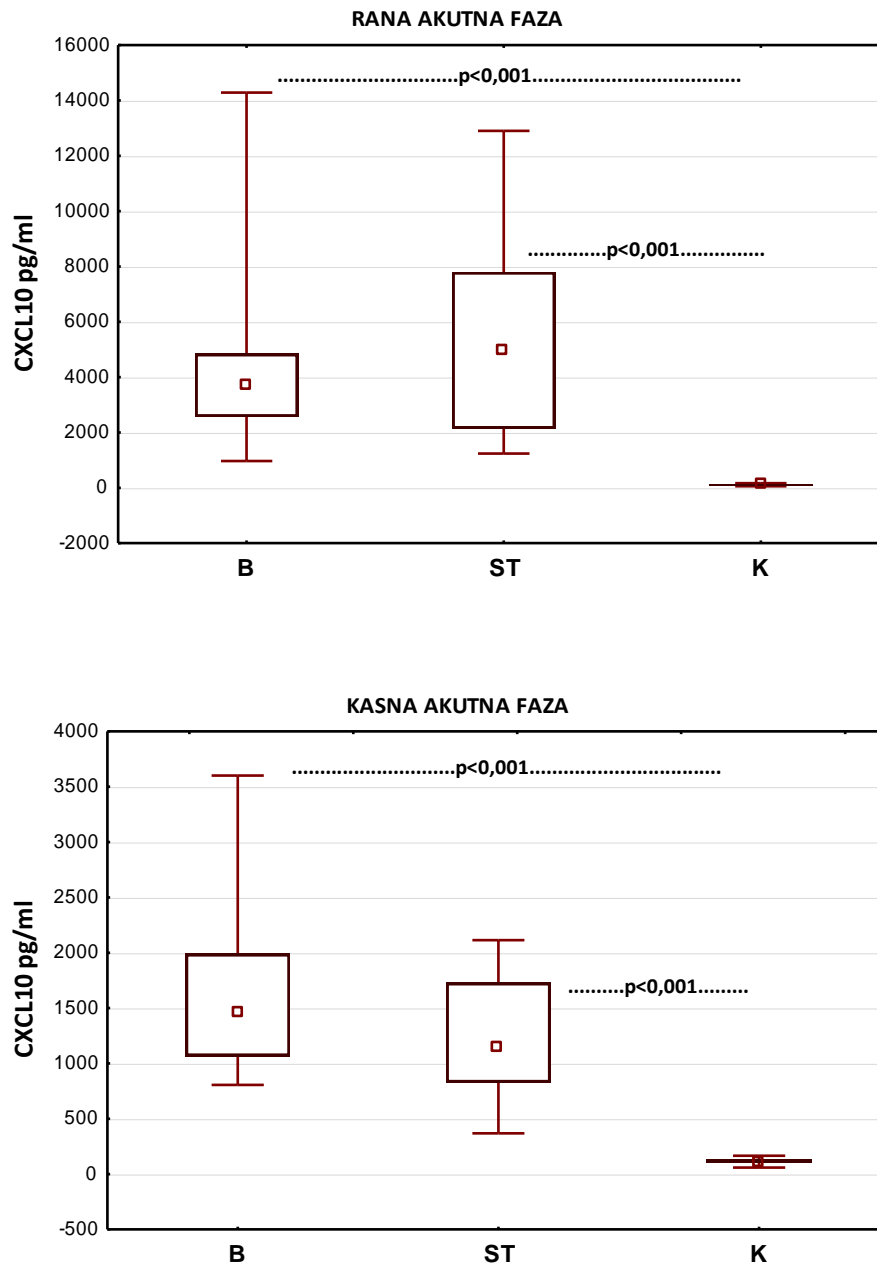 RANA AKUTNA FAZA
16000
14000
12000
10000
8000
6000
4000
2000
0
-2000
CXCL10 pg/ml
..............................p<0,001...................................
.............p<0,001..............
B ST K
KASNA AKUTNA FAZA
4000
3500
3000
2500
2000
1500
1000
500
0
-500
CXCL10 pg/ml
...........................p<0,001................................
..........p<0,001.........
B ST K